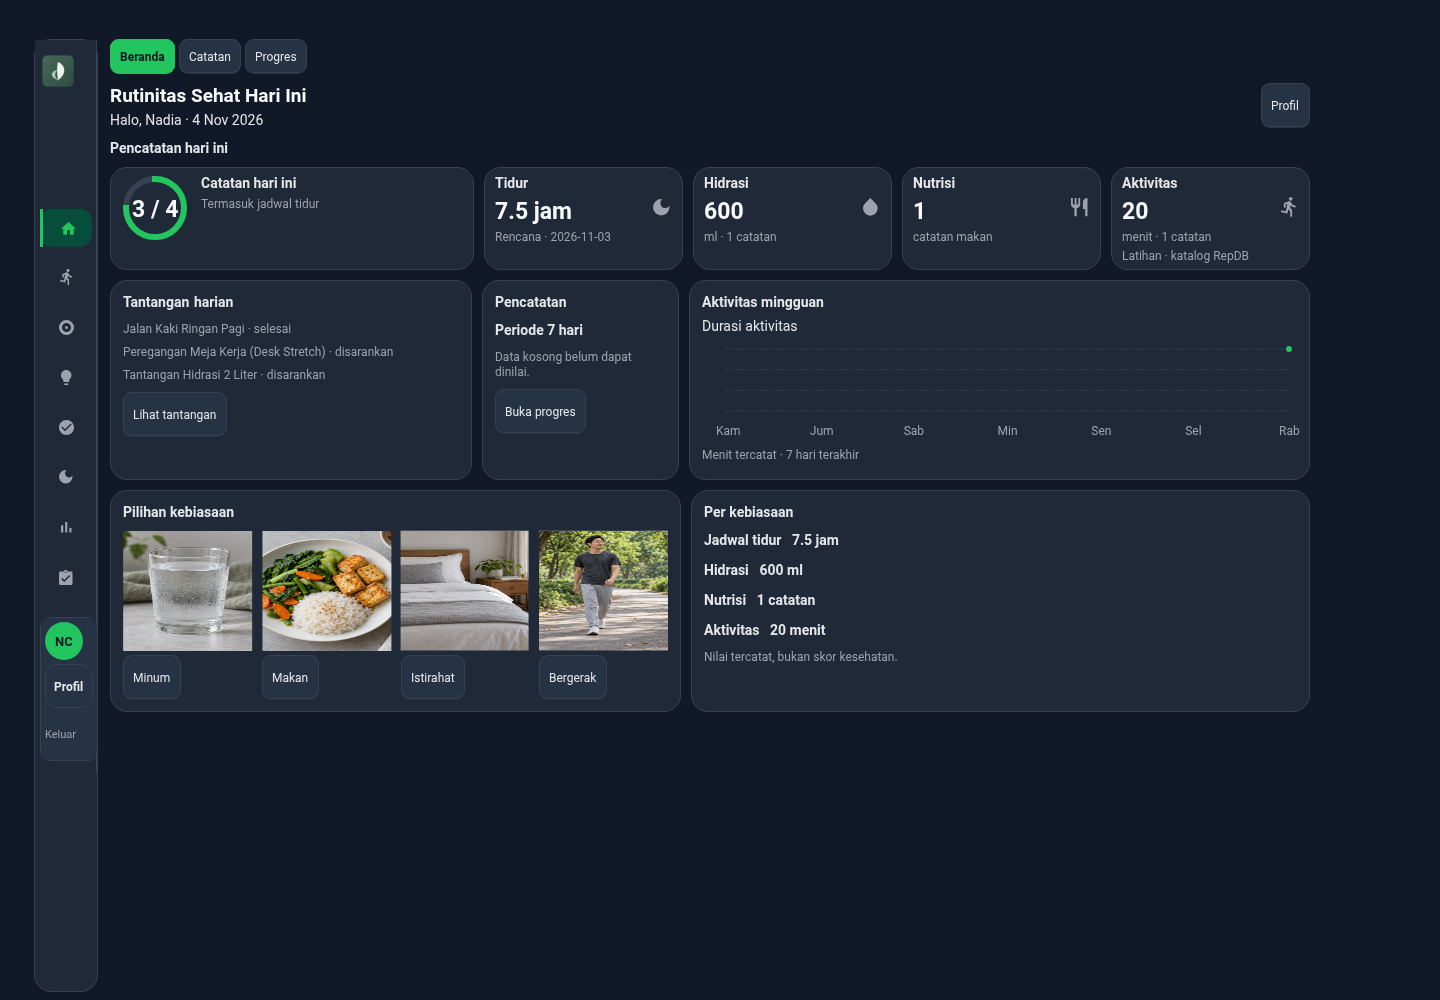 Beranda
Catatan
Progres
Rutinitas Sehat Hari Ini
Halo, Nadia · 4 Nov 2026
Profil
Pencatatan hari ini
3 / 4
Catatan hari ini
Termasuk jadwal tidur
Tidur
7.5 jam
Rencana · 2026-11-03
Hidrasi
600
ml · 1 catatan
Nutrisi
1
catatan makan
Aktivitas
20
menit · 1 catatan
Latihan · katalog RepDB
Tantangan harian
Jalan Kaki Ringan Pagi · selesai
Peregangan Meja Kerja (Desk Stretch) · disarankan
Tantangan Hidrasi 2 Liter · disarankan
Lihat tantangan
Pencatatan
Periode 7 hari
Data kosong belum dapat
dinilai.
Buka progres
Aktivitas mingguan
Durasi aktivitas
Kam Jum Sab Min Sen Sel Rab
Menit tercatat · 7 hari terakhir
Pilihan kebiasaan
Minum
Makan
Istirahat
Bergerak
Per kebiasaan
Jadwal tidur 7.5 jam
Hidrasi 600 ml
Nutrisi 1 catatan
Aktivitas 20 menit
Nilai tercatat, bukan skor kesehatan.
NC
Profil
Keluar